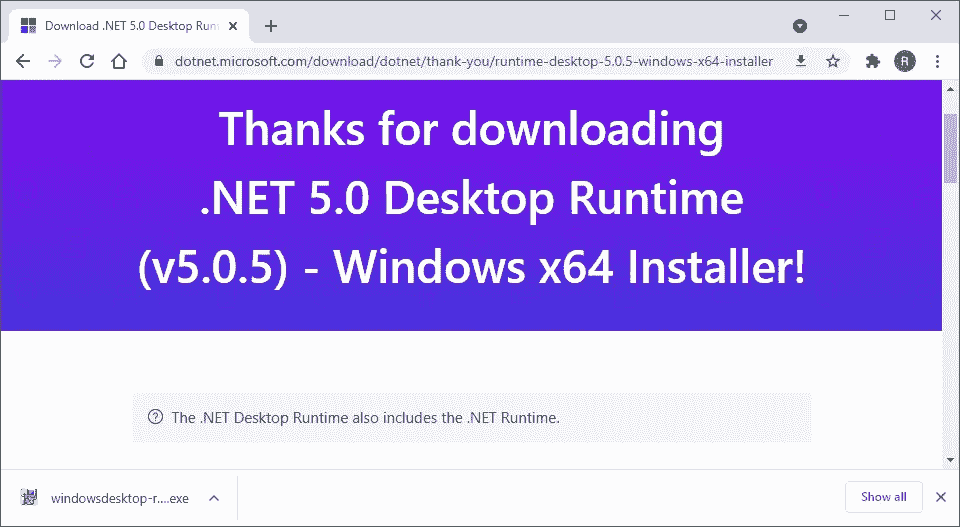 Download .NET 5.0 Desktop Run
dotnet.microsoft.com/download/dotnet/thank-you/runtime-desktop-5.0.5-windows-x64-installer
R
Thanks for downloading
.NET 5.0 Desktop Runtime
(v5.0.5) - Windows x64 Installer!
The .NET Desktop Runtime also includes the .NET Runtime.
windowsdesktop-r....exe
Show all